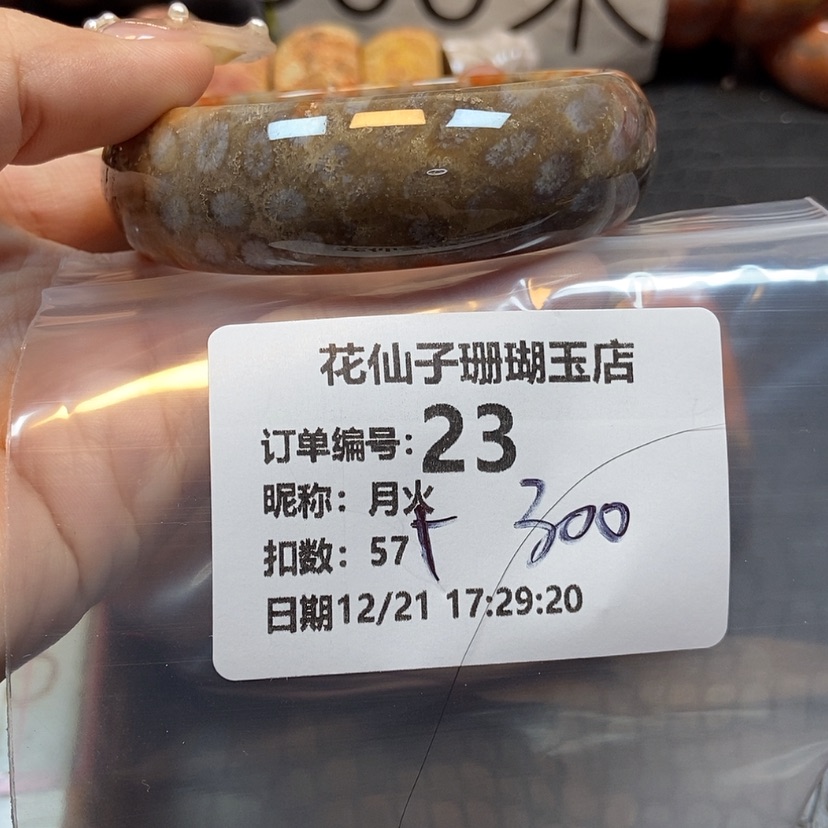 花仙子珊瑚玉店
订单编号:23
昵称：月火
扣数：57 + 300
日期12/21 17:29:20